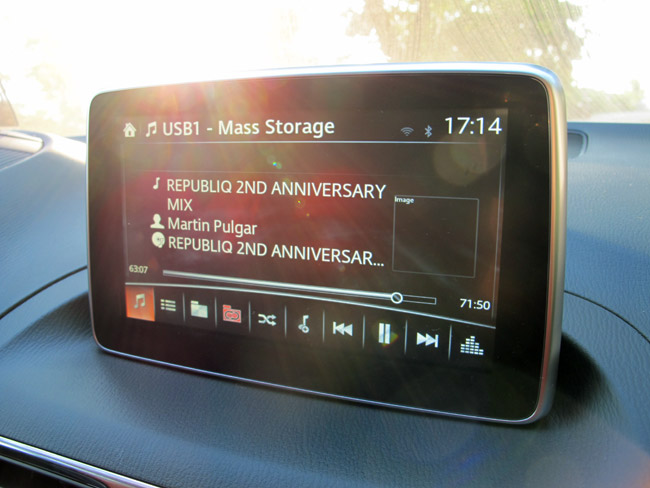 USB1 - Mass Storage
17:14
REPUBLIQ 2ND ANNIVERSARY
MIX
Image
Martin Pulgar
REPUBLIQ 2ND ANNIVERSAR...
63:07
71:50